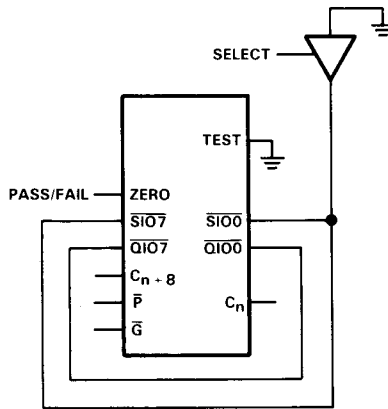 SELECT
TEST
PASS/FAIL
ZERO
SIO7
SIO0
QIO7
QIO0
Cn + 8
P
Cn
G